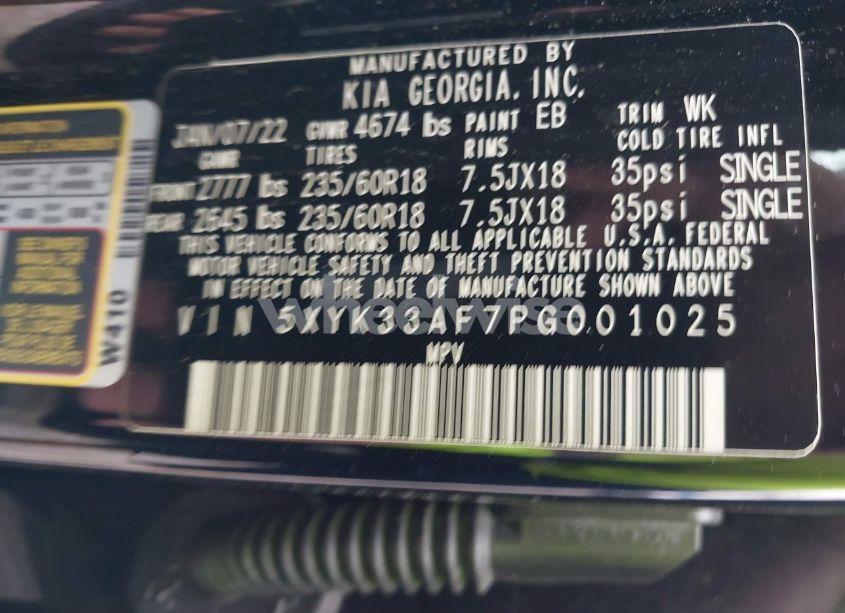 MANUFACTURED BY
KIA GEORGIA, INC.
JAN/07/22 GVWR 4674 lbs PAINT EB TRIM WK
GAWR TIRES RIMS COLD TIRE INFL
FRONT 2777 lbs 235/60R18 7.5JX18 35psi SINGLE
REAR 2645 lbs 235/60R18 7.5JX18 35psi SINGLE
THIS VEHICLE CONFORMS TO ALL APPLICABLE U.S.A. FEDERAL
MOTOR VEHICLE SAFETY AND THEFT PREVENTION STANDARDS
IN EFFECT ON THE DATE OF MANUFACTURE SHOWN ABOVE
wheelwise
VIN 5XYK33AF7PG001025
MPV
W410